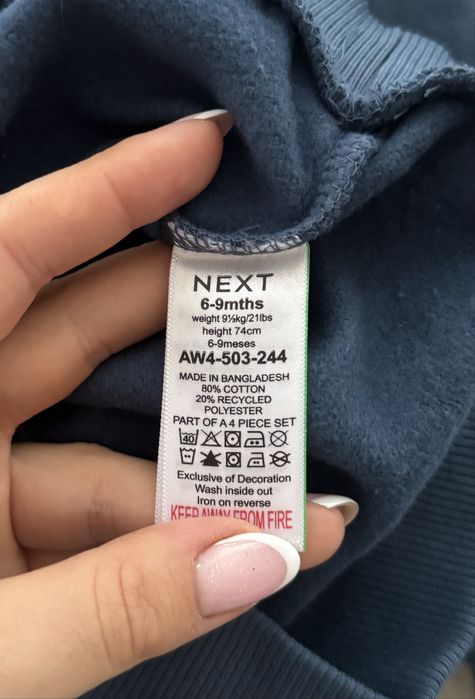 NEXT
6-9mths
weight 9½kg/21lbs
height 74cm
6-9meses
AW4-503-244
MADE IN BANGLADESH
80% COTTON
20% RECYCLED
POLYESTER
PART OF A 4 PIECE SET
40
Exclusive of Decoration
Wash inside out
Iron on reverse
KEEP AWAY FROM FIRE